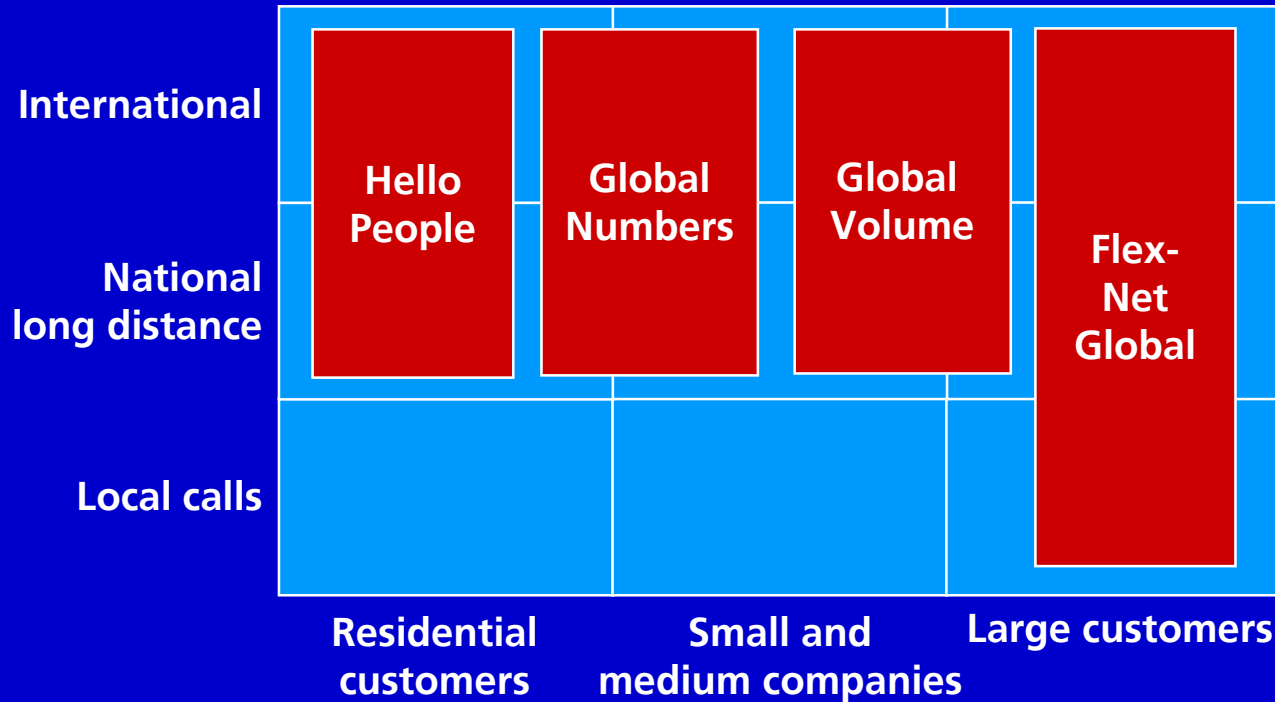 International
National
long distance
Local calls
Hello
People
Global
Numbers
Global
Volume
Flex-
Net
Global
Residential
customers
Small and
medium companies
Large customers